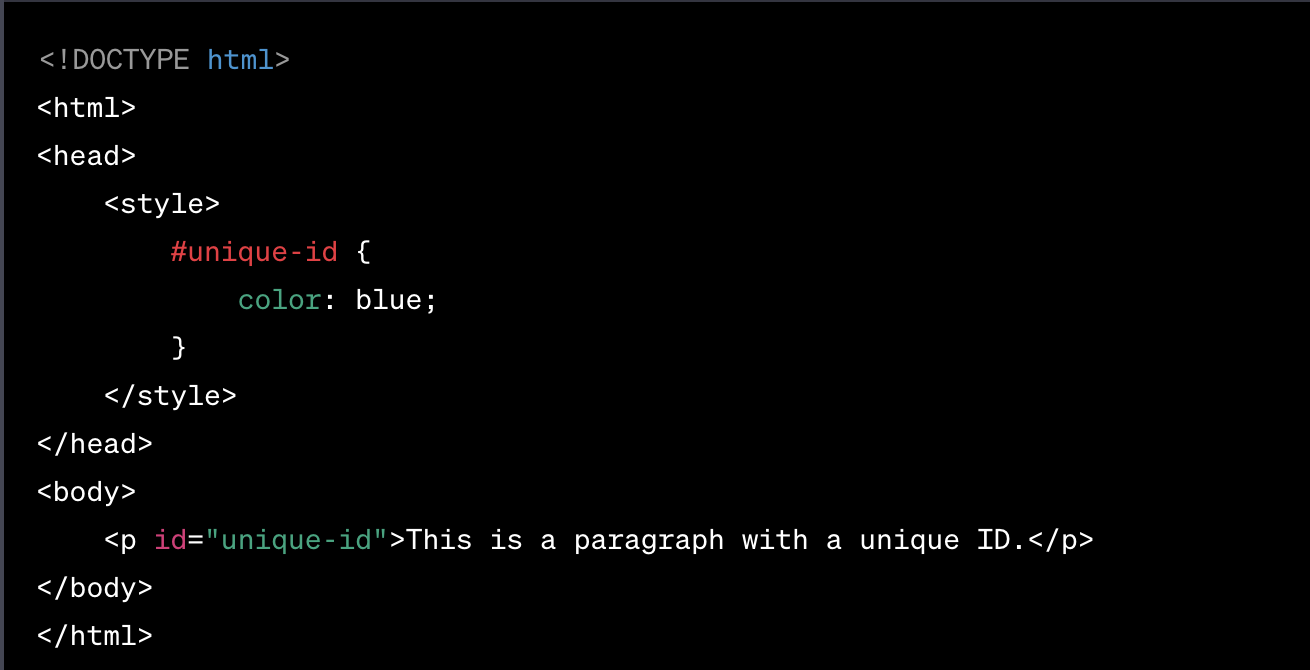 <!DOCTYPE html>
<html>
<head>
    <style>
        #unique-id {
            color: blue;
        }
    </style>
</head>
<body>
    <p id="unique-id">This is a paragraph with a unique ID.</p>
</body>
</html>